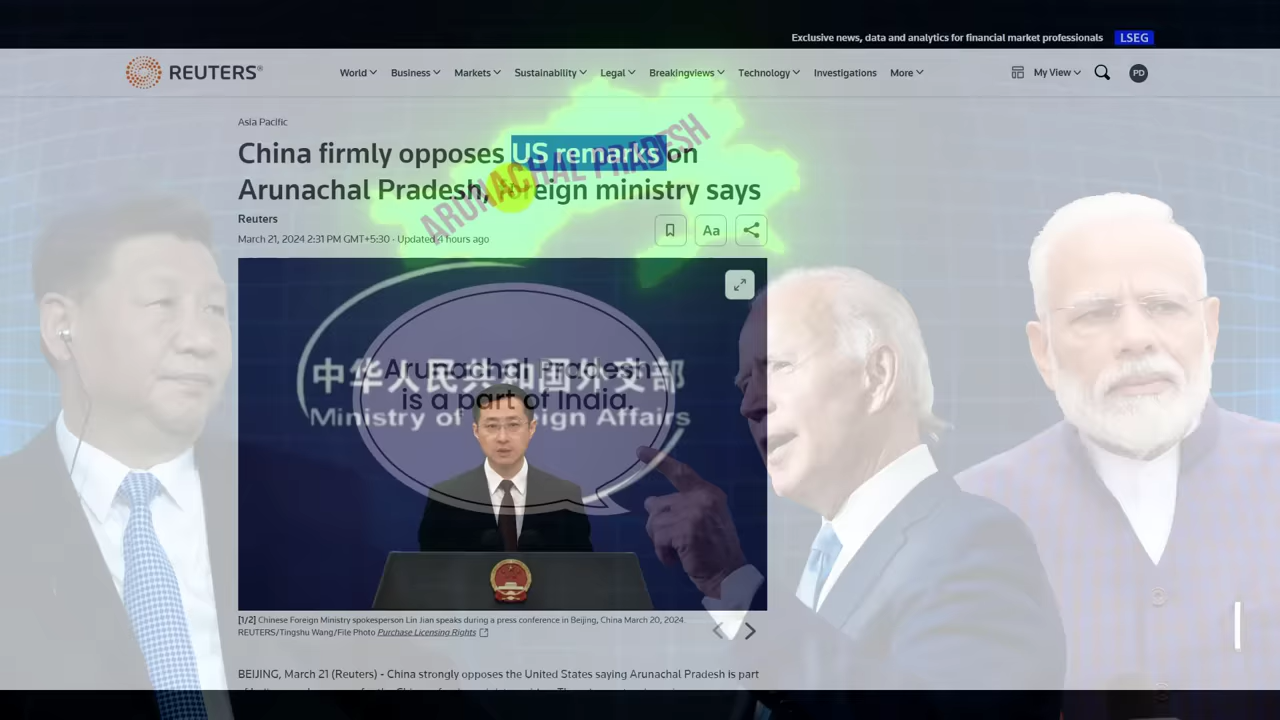 Exclusive news, data and analytics for financial market professionals LSEG
REUTERS®
World Business Markets Sustainability Legal Breakingviews Technology Investigations More My View PD
Asia Pacific
China firmly opposes US remarks on
Arunachal Pradesh, foreign ministry says
ARUNACHAL PRADESH
Reuters
March 21, 2024 2:31 PM GMT+5:30 · Updated 4 hours ago
Aa
中华人民共和国外交部
Ministry of Foreign Affairs
Arunachal Pradesh
is a part of India.
[1/2] Chinese Foreign Ministry spokesperson Lin Jian speaks during a press conference in Beijing, China March 20, 2024.
REUTERS/Tingshu Wang/File Photo Purchase Licensing Rights
BEIJING, March 21 (Reuters) - China strongly opposes the United States saying Arunachal Pradesh is part